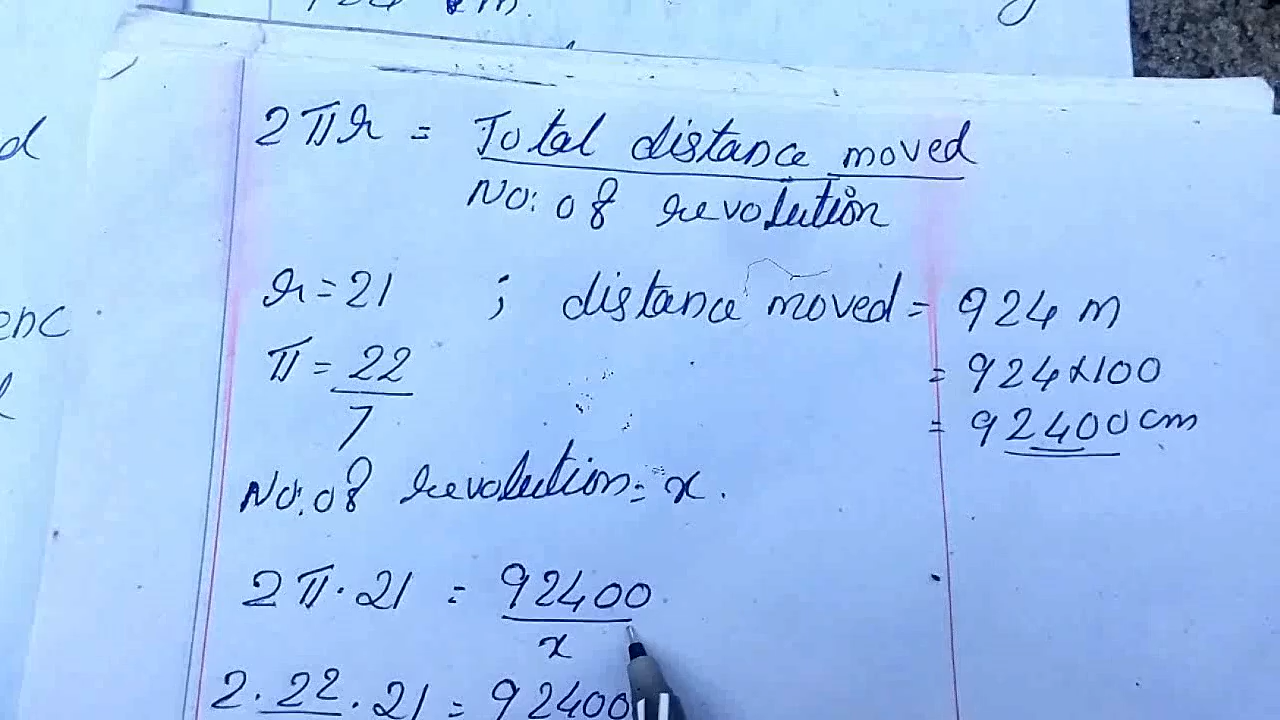 m.
d
2πr = Total distance moved
No: of revolution
r = 21 ; distance moved = 924 m
π = 22
7
= 924×100
= 92400 cm
enc
No: of revolution = x.
2π·21 = 92400
x
2·22·21 = 92400